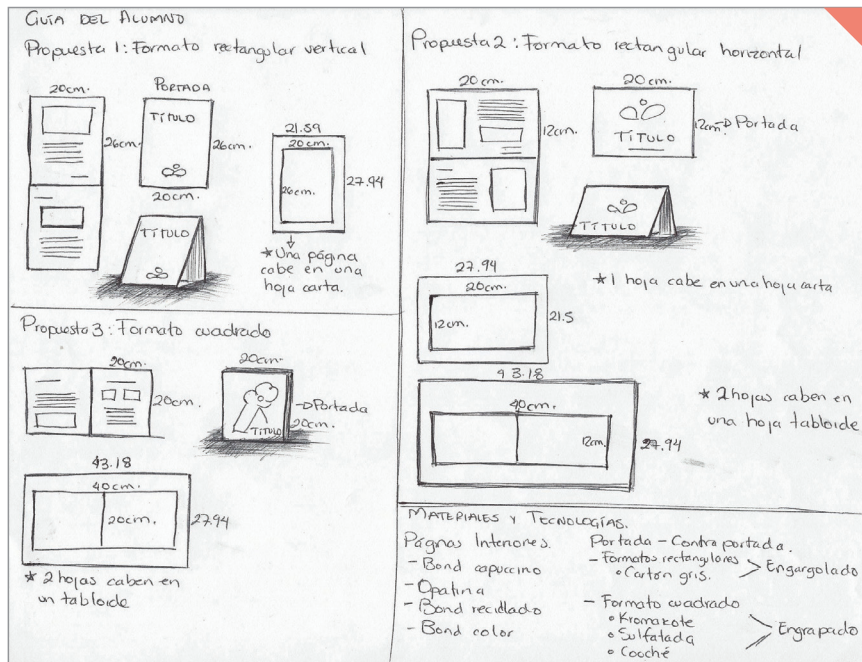 GUÍA DEL ALUMNO
Propuesta 1: Formato rectangular vertical
20cm.
PORTADA
TÍTULO
26cm.
26cm.
20cm.
TÍTULO
21.59
20cm.
26cm.
27.94
* Una página
cabe en una
hoja carta.
Propuesta 2: Formato rectangular horizontal
20cm.
12cm.
20cm.
TÍTULO
12cm. → Portada
TÍTULO
27.94
20cm.
12cm.
21.5
* 1 hoja cabe en una hoja carta
43.18
40cm.
12cm.
27.94
* 2 hojas caben en
una hoja tabloide
Propuesta 3: Formato cuadrado
20cm.
20cm.
20cm.
TÍTULO
→ Portada
20cm.
43.18
40cm.
20cm.
27.94
* 2 hojas caben en
un tabloide
MATERIALES Y TECNOLOGÍAS.
Páginas Interiores.
- Bond capuccino
- Opalina
- Bond reciclado
- Bond color
Portada - Contraportada.
- Formatos rectangulares
• Cartón gris.
> Engargolado
- Formato cuadrado
• Kromakote
• Sulfatada
• Couché
> Engrapado